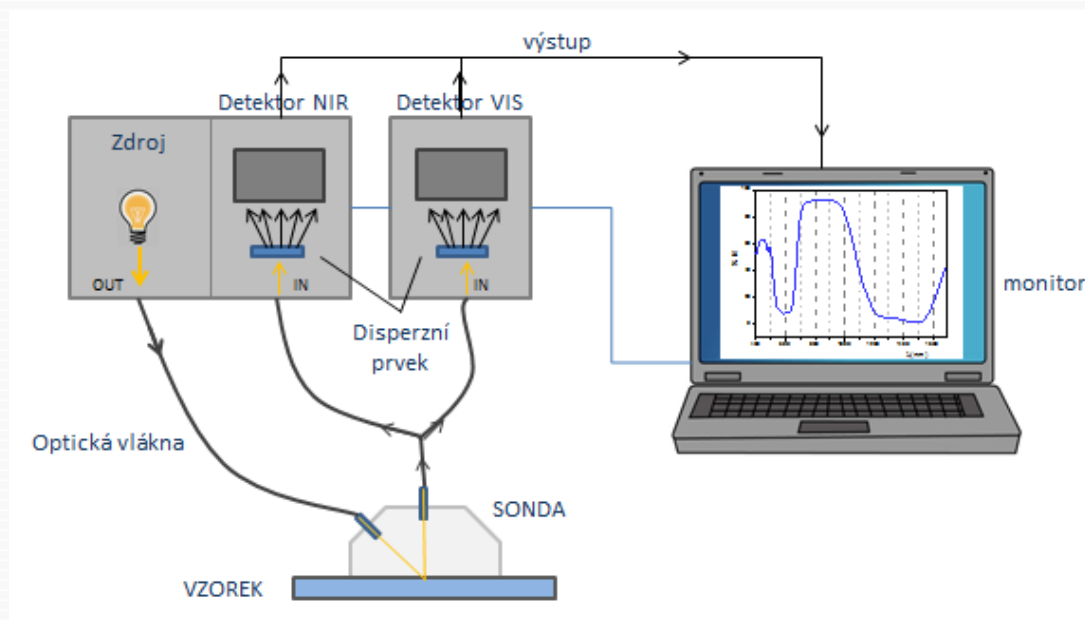 výstup
Detektor NIR
Detektor VIS
Zdroj
OUT
IN
IN
Disperzní
prvek
monitor
Optická vlákna
SONDA
VZOREK